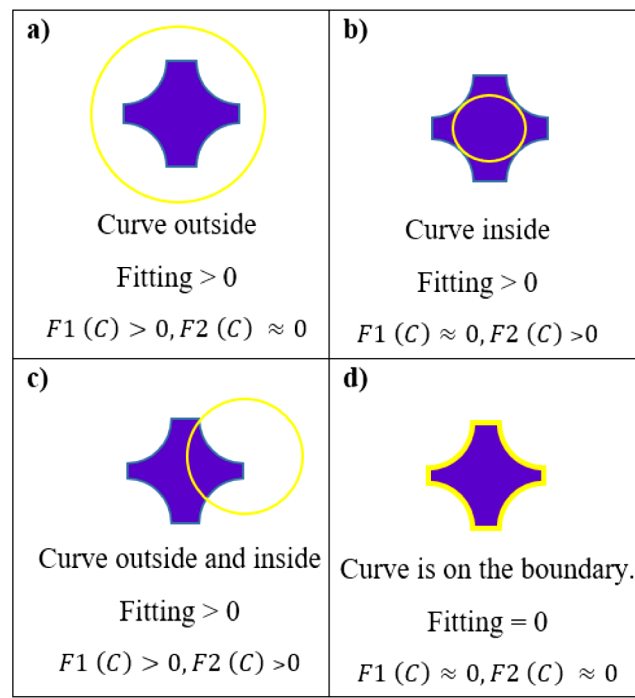 a)
Curve outside
Fitting > 0
F1 (C) > 0, F2 (C) ≈ 0
b)
Curve inside
Fitting > 0
F1 (C) ≈ 0, F2 (C) >0
c)
Curve outside and inside
Fitting > 0
F1 (C) > 0, F2 (C) >0
d)
Curve is on the boundary.
Fitting = 0
F1 (C) ≈ 0, F2 (C) ≈ 0